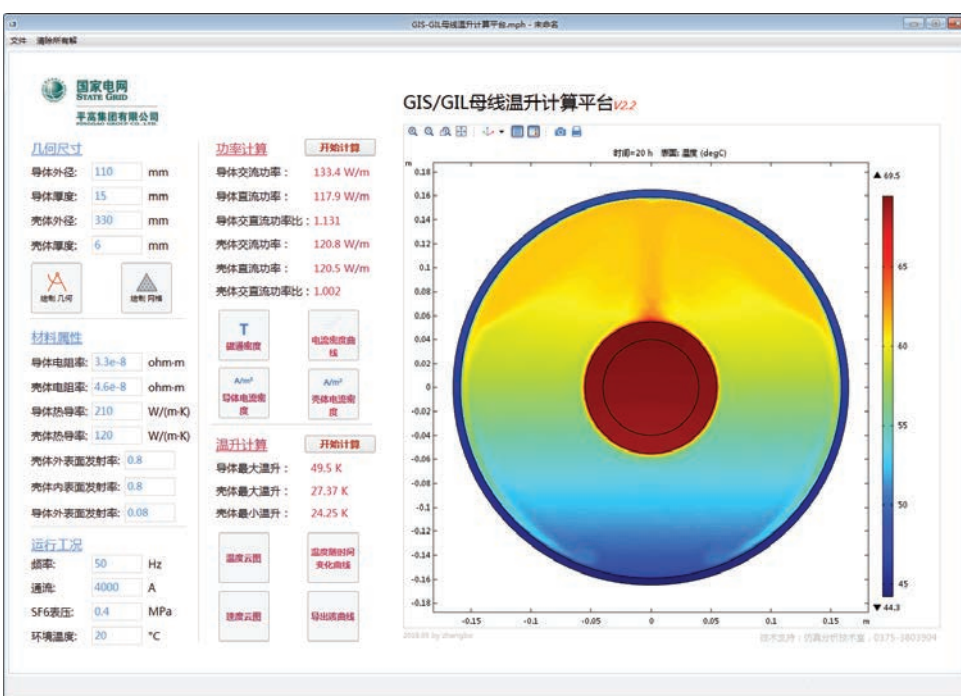 GIS-GIL母线温升计算平台.mph - 未命名
文件 清除所有解
国家电网
STATE GRID
平高集团有限公司
PINGGAO GROUP CO., LTD.
GIS/GIL母线温升计算平台V2.2
几何尺寸
导体外径: 110 mm
导体厚度: 15 mm
壳体外径: 330 mm
壳体厚度: 6 mm
绘制几何
绘制网格
材料属性
导体电阻率: 3.3e-8 ohm·m
壳体电阻率: 4.6e-8 ohm·m
导体热导率: 210 W/(m·K)
壳体热导率: 120 W/(m·K)
壳体外表面发射率: 0.8
壳体内表面发射率: 0.8
导体外表面发射率: 0.08
运行工况
频率: 50 Hz
通流: 4000 A
SF6表压: 0.4 MPa
环境温度: 20 °C
功率计算 开始计算
导体交流功率: 133.4 W/m
导体直流功率: 117.9 W/m
导体交直流功率比: 1.131
壳体交流功率: 120.8 W/m
壳体直流功率: 120.5 W/m
壳体交直流功率比: 1.002
T
磁通密度
电流密度曲
线
A/m²
导体电流密
度
A/m²
壳体电流密
度
温升计算 开始计算
导体最大温升: 49.5 K
壳体最大温升: 27.37 K
壳体最小温升: 24.25 K
温度云图
温度随时间
变化曲线
速度云图
时间=20 h 表面: 温度 (degC)
m
0.18
0.16
0.14
0.12
0.1
0.08
0.06
0.04
0.02
0
-0.02
-0.04
-0.06
-0.08
-0.1
-0.12
-0.14
-0.16
-0.18
-0.15 -0.1 -0.05 0 0.05 0.1 0.15 m
▲ 69.5
65
60
55
50
45
▼ 44.3
技术支持：仿真分析技术室，0375-3803904